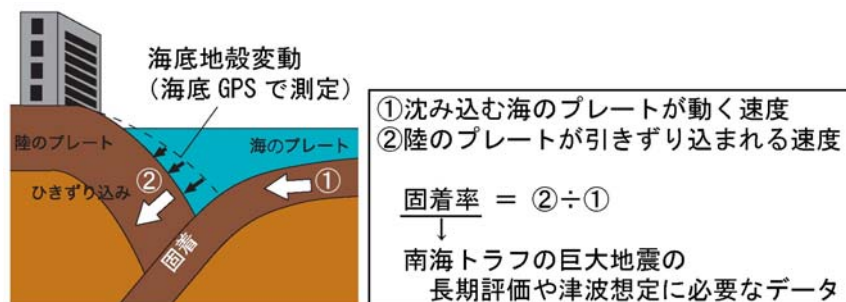 海底地殻変動
(海底 GPS で測定)
陸のプレート
海のプレート
ひきずり込み
②
①
固着
①沈み込む海のプレートが動く速度
②陸のプレートが引きずり込まれる速度
固着率 = ②÷①
↓
南海トラフの巨大地震の
長期評価や津波想定に必要なデータ